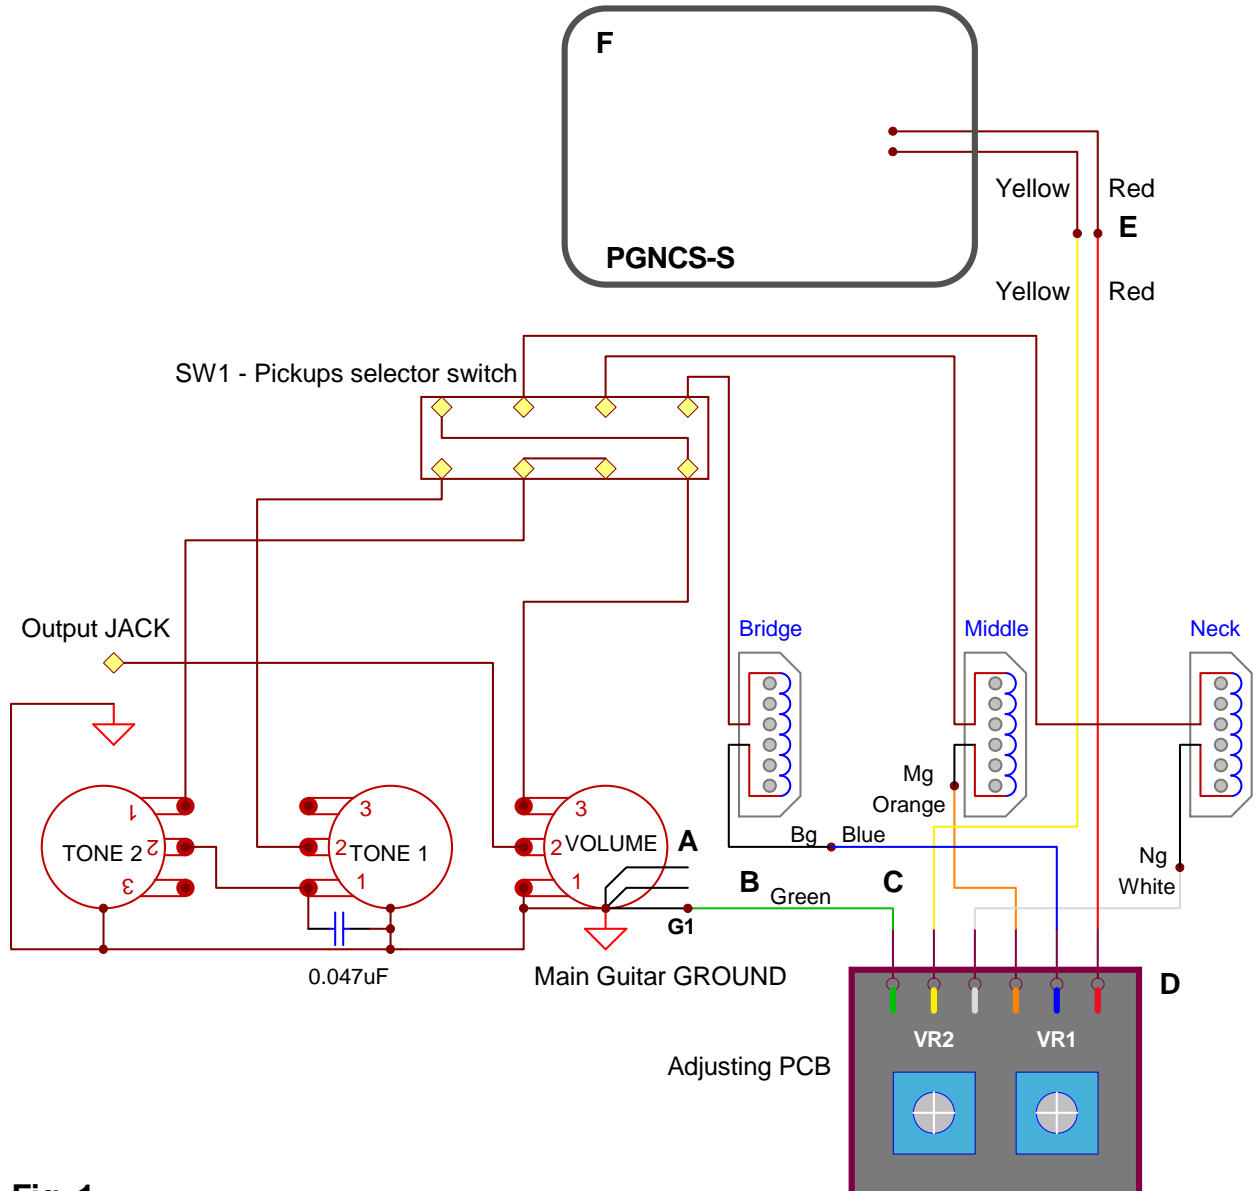 F
PGNCS-S
Yellow Red
E
Yellow Red
SW1 - Pickups selector switch
Output JACK
Bridge
Middle
Neck
Mg
Orange
Bg Blue
Ng
White
1
TONE 2 2
3
3
2 TONE 1
1
3
2 VOLUME
1
A
B
C
Green
G1
0.047uF
Main Guitar GROUND
D
VR2 VR1
Adjusting PCB